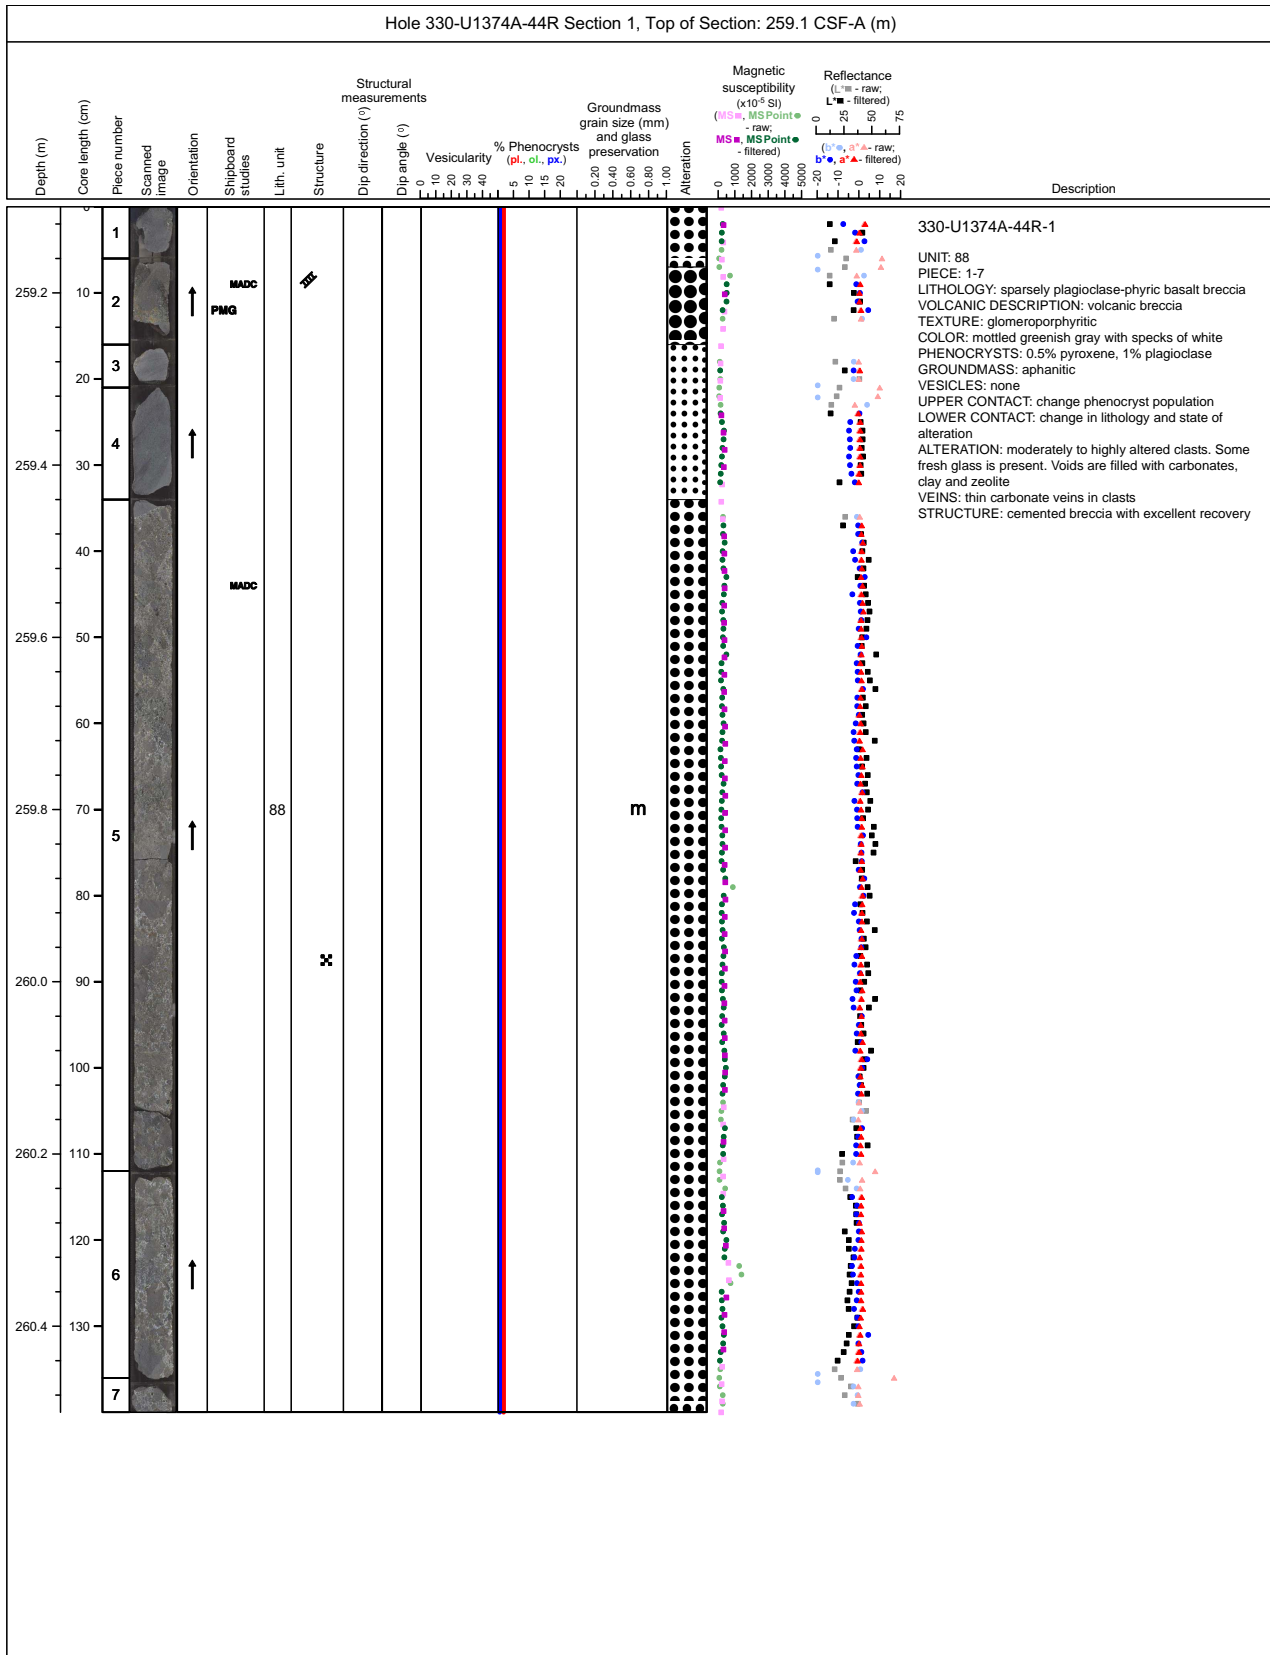 Hole 330-U1374A-44R Section 1, Top of Section: 259.1 CSF-A (m)
Depth (m)
Core length (cm)
Piece number
Scanned
image
Orientation
Shipboard
studies
Lith. unit
Structure
Structural
measurements
Dip direction (°)
Dip angle (°)
Vesicularity
0 10 20 30 40
% Phenocrysts
(pl., ol., px.)
5 10 15 20
Groundmass
grain size (mm)
and glass
preservation
0.20 0.40 0.60 0.80 1.00
Alteration
Magnetic
susceptibility
(x10-5 SI)
(MS■, MSPoint●
- raw;
MS■, MSPoint●
- filtered)
0 1000 2000 3000 4000 5000
Reflectance
(L*■ - raw;
L*■ - filtered)
0 25 50 75
(b*●, a*▲- raw;
b*●, a*▲- filtered)
-20 -10 0 10 20
Description
0
1
259.2
10
2
MADC
PMG
3
20
4
259.4
30
40
MADC
259.6
50
60
259.8
70
5
88
m
80
260.0
90
100
260.2
110
120
6
260.4
130
7
330-U1374A-44R-1
UNIT: 88
PIECE: 1-7
LITHOLOGY: sparsely plagioclase-phyric basalt breccia
VOLCANIC DESCRIPTION: volcanic breccia
TEXTURE: glomeroporphyritic
COLOR: mottled greenish gray with specks of white
PHENOCRYSTS: 0.5% pyroxene, 1% plagioclase
GROUNDMASS: aphanitic
VESICLES: none
UPPER CONTACT: change phenocryst population
LOWER CONTACT: change in lithology and state of
alteration
ALTERATION: moderately to highly altered clasts. Some
fresh glass is present. Voids are filled with carbonates,
clay and zeolite
VEINS: thin carbonate veins in clasts
STRUCTURE: cemented breccia with excellent recovery